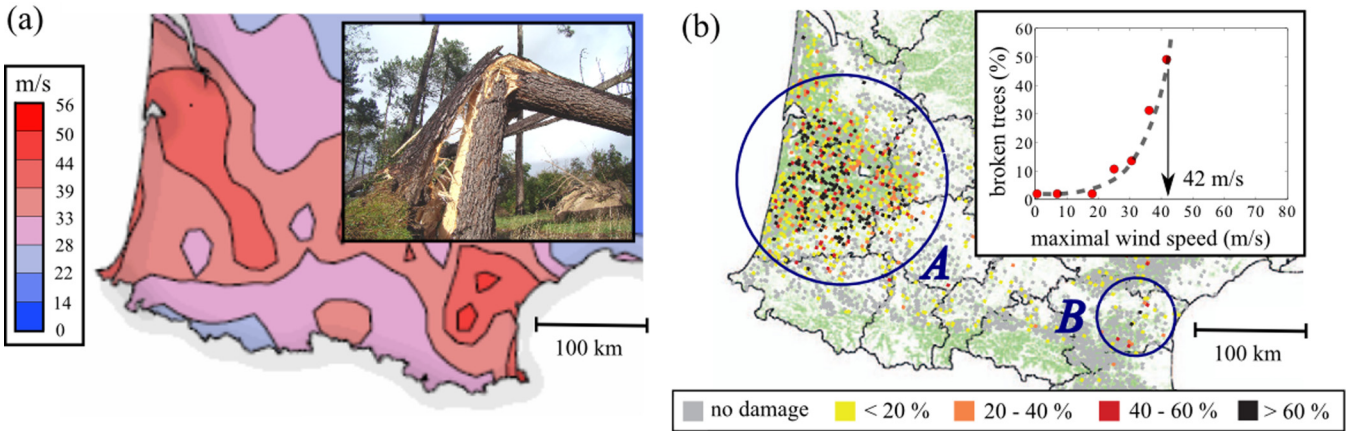 (a)
m/s
56
50
44
39
33
28
22
14
0
100 km
(b)
broken trees (%)
60
50
40
30
20
10
0
0 10 20 30 40 50 60 70 80
maximal wind speed (m/s)
42 m/s
A
B
100 km
no damage < 20 % 20 - 40 % 40 - 60 % > 60 %